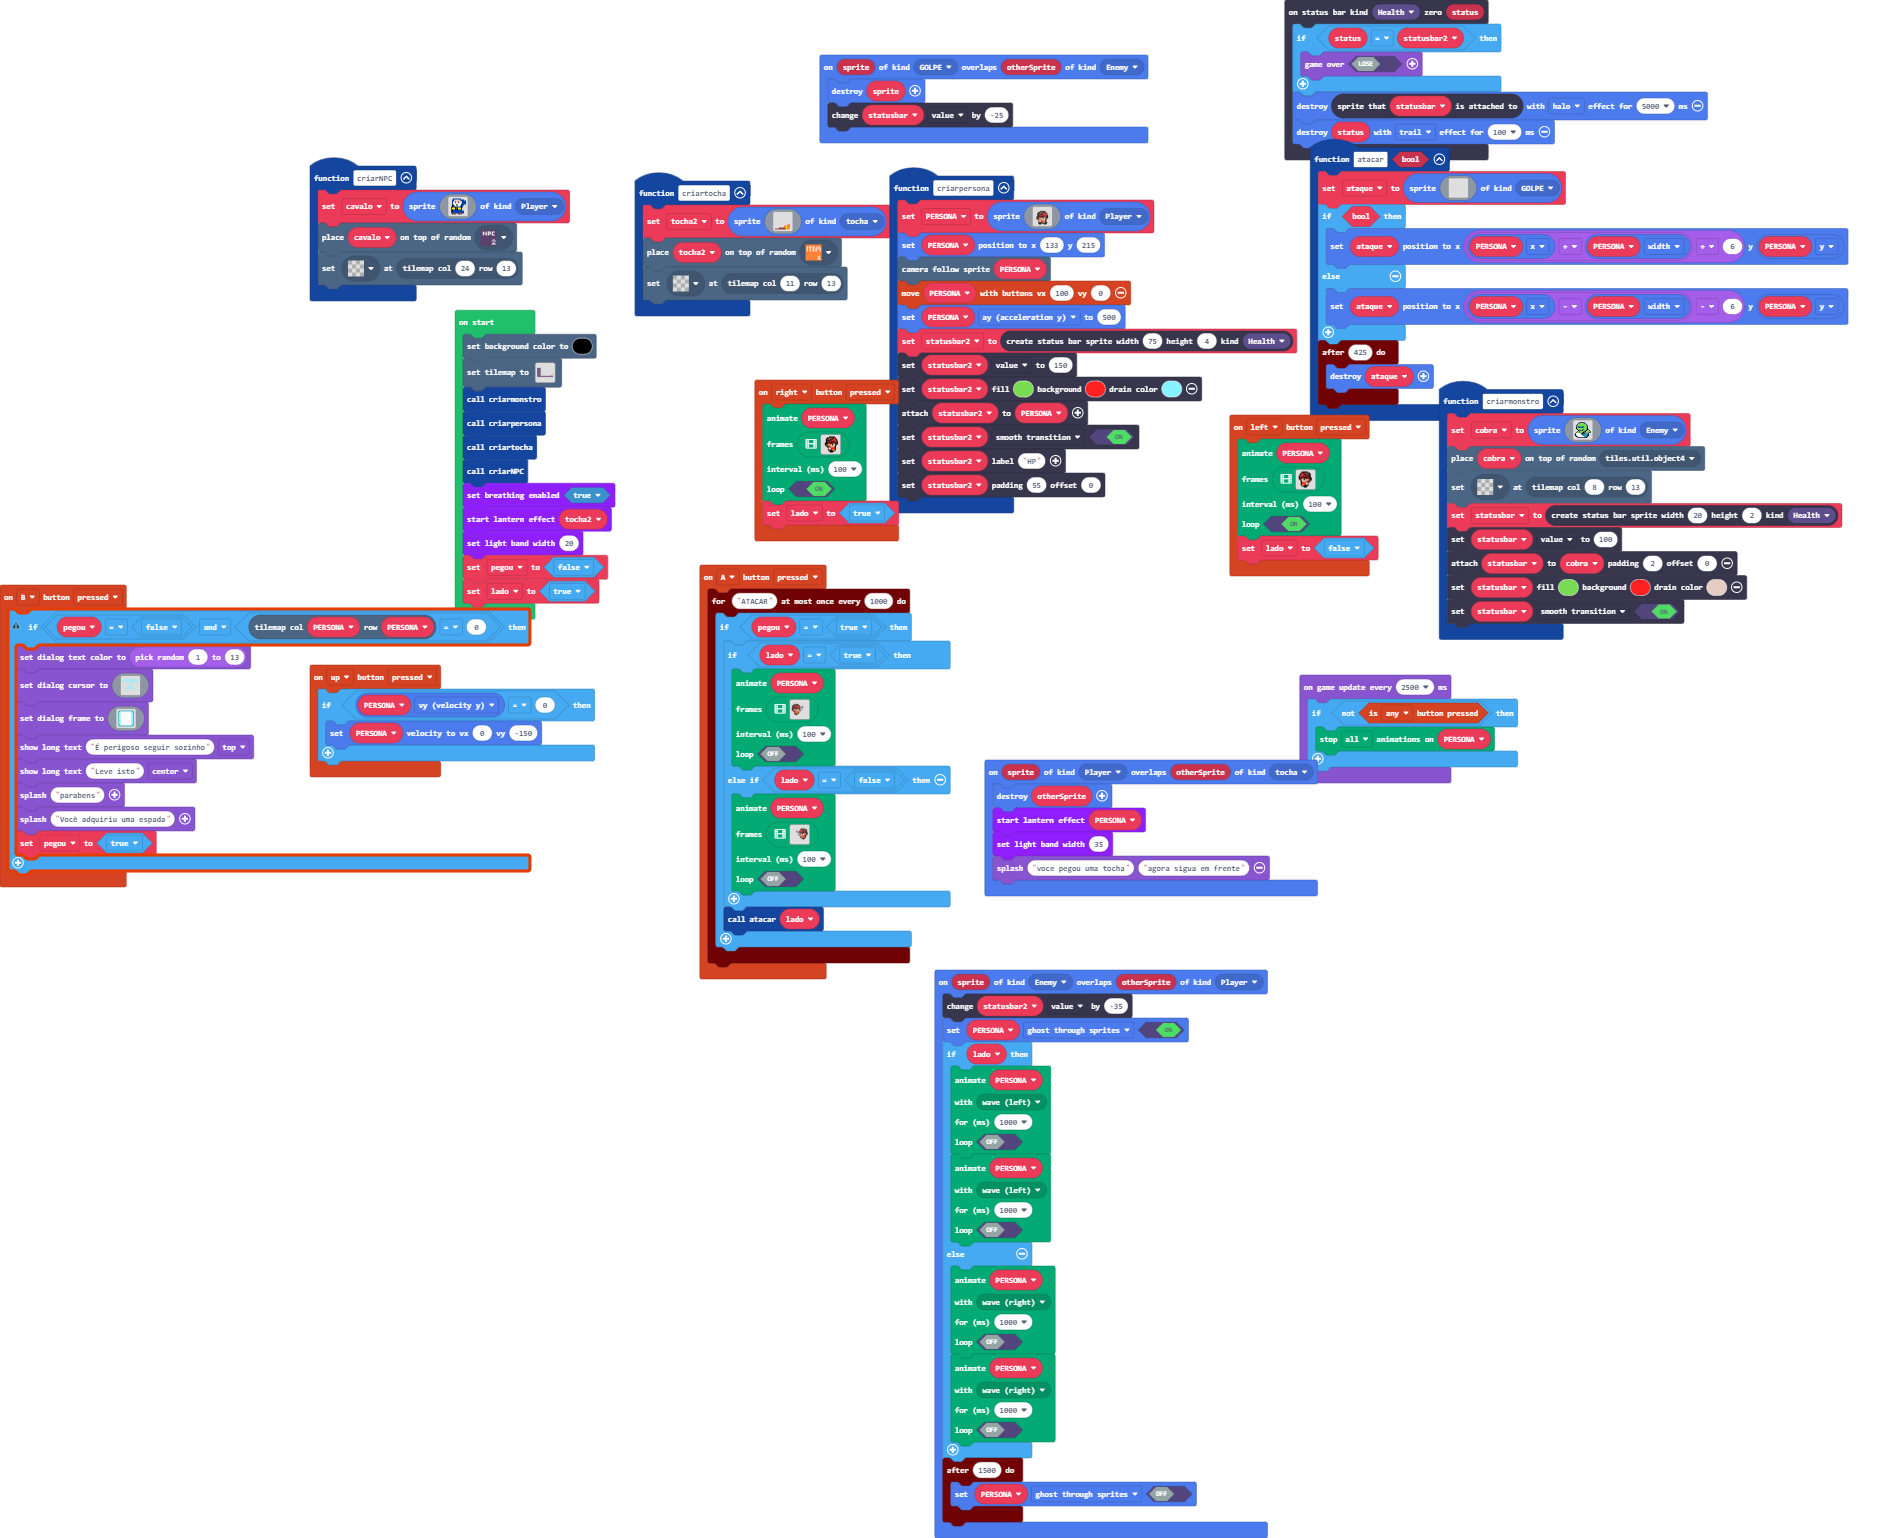 on status bar kind Health zero status
if status = statusbar2 then
game over LOSE
destroy sprite that statusbar is attached to with halo effect for 5000 ms
destroy status with trail effect for 100 ms
on sprite of kind GOLPE overlaps otherSprite of kind Enemy
destroy sprite
change statusbar value by -25
function criarNPC
set cavalo to sprite of kind Player
place cavalo on top of random NPC 2
set at tilemap col 24 row 13
function criartocha
set tocha2 to sprite of kind tocha
place tocha2 on top of random ITEM
set at tilemap col 11 row 13
function criarpersona
set PERSONA to sprite of kind Player
set PERSONA position to x 133 y 215
camera follow sprite PERSONA
move PERSONA with buttons vx 100 vy 0
set PERSONA ay (acceleration y) to 500
set statusbar2 to create status bar sprite width 75 height 4 kind Health
set statusbar2 value to 150
set statusbar2 fill background drain color
attach statusbar2 to PERSONA
set statusbar2 smooth transition ON
set statusbar2 label "HP"
set statusbar2 padding 55 offset 0
function atacar bool
set ataque to sprite of kind GOLPE
if bool then
set ataque position to x PERSONA x + PERSONA width + 6 y PERSONA y
else
set ataque position to x PERSONA x - PERSONA width - 6 y PERSONA y
after 425 do
destroy ataque
on start
set background color to
set tilemap to
call criarmonstro
call criarpersona
call criartocha
call criarNPC
set breathing enabled true
start lantern effect tocha2
set light band width 20
set pegou to false
set lado to true
on right button pressed
animate PERSONA
frames
interval (ms) 100
loop ON
set lado to true
on left button pressed
animate PERSONA
frames
interval (ms) 100
loop ON
set lado to false
function criarmonstro
set cobra to sprite of kind Enemy
place cobra on top of random tiles.util.object4
set at tilemap col 8 row 13
set statusbar to create status bar sprite width 20 height 2 kind Health
set statusbar value to 100
attach statusbar to cobra padding 2 offset 0
set statusbar fill background drain color
set statusbar smooth transition ON
on B button pressed
if pegou = false and tilemap col PERSONA row PERSONA = 0 then
set dialog text color to pick random 1 to 13
set dialog cursor to
set dialog frame to
show long text "É perigoso seguir sozinho" top
show long text "Leve isto" center
splash "parabens"
splash "Você adquiriu uma espada"
set pegou to true
on up button pressed
if PERSONA vy (velocity y) = 0 then
set PERSONA velocity to vx 0 vy -150
on A button pressed
for "ATACAR" at most once every 1000 do
if pegou = true then
if lado = true then
animate PERSONA
frames
interval (ms) 100
loop OFF
else if lado = false then
animate PERSONA
frames
interval (ms) 100
loop OFF
call atacar lado
on game update every 2500 ms
if not is any button pressed then
stop all animations on PERSONA
on sprite of kind Player overlaps otherSprite of kind tocha
destroy otherSprite
start lantern effect PERSONA
set light band width 35
splash "voce pegou uma tocha" "agora sigua em frente"
on sprite of kind Enemy overlaps otherSprite of kind Player
change statusbar2 value by -35
set PERSONA ghost through sprites ON
if lado then
animate PERSONA
with wave (left)
for (ms) 1000
loop OFF
animate PERSONA
with wave (left)
for (ms) 1000
loop OFF
else
animate PERSONA
with wave (right)
for (ms) 1000
loop OFF
animate PERSONA
with wave (right)
for (ms) 1000
loop OFF
after 1500 do
set PERSONA ghost through sprites OFF